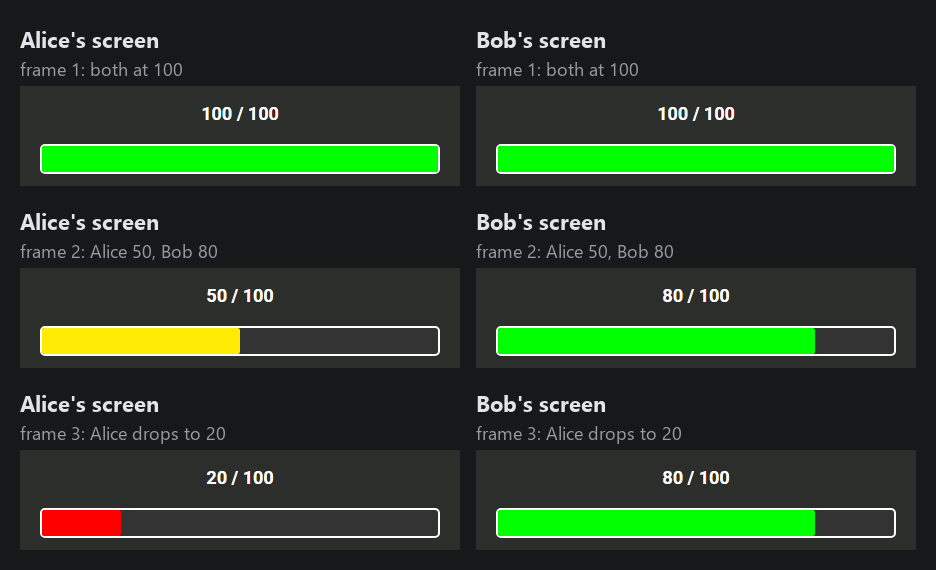 Alice's screen
frame 1: both at 100
100 / 100
Bob's screen
frame 1: both at 100
100 / 100
Alice's screen
frame 2: Alice 50, Bob 80
50 / 100
Bob's screen
frame 2: Alice 50, Bob 80
80 / 100
Alice's screen
frame 3: Alice drops to 20
20 / 100
Bob's screen
frame 3: Alice drops to 20
80 / 100